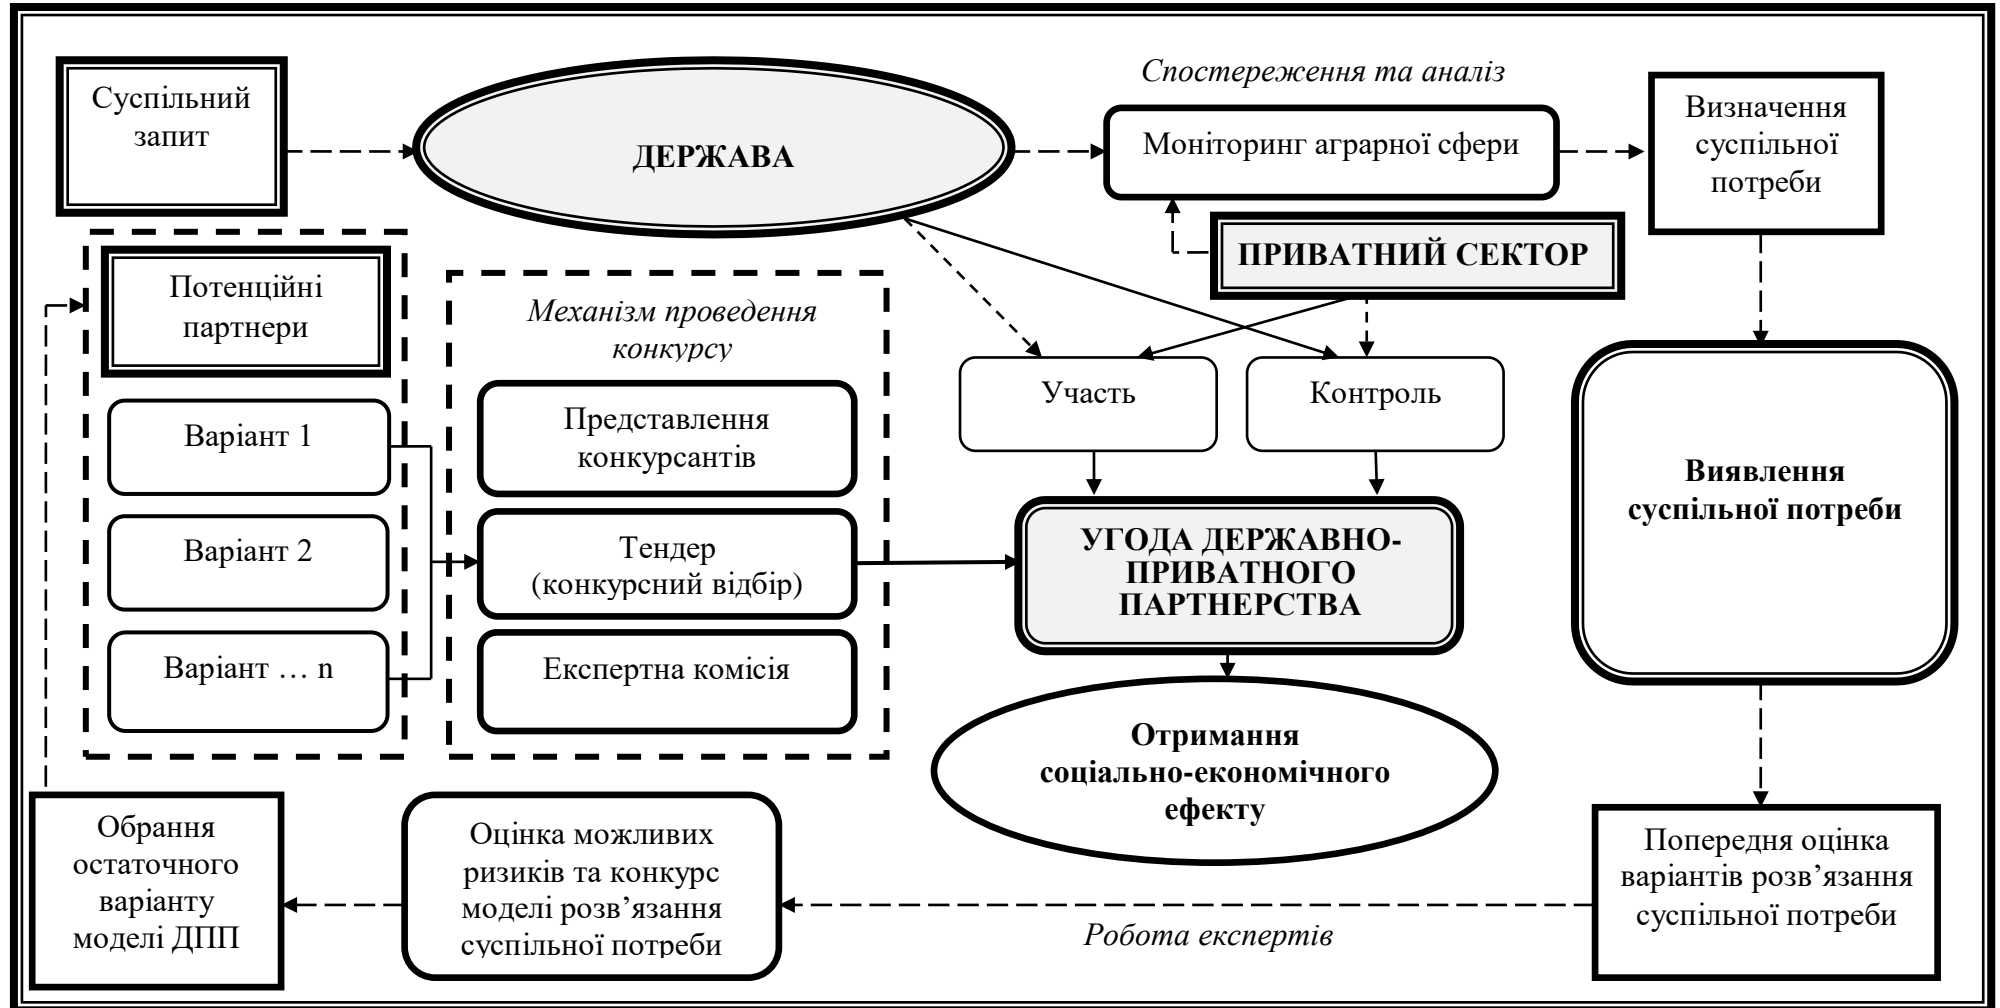 Суспільний
запит
ДЕРЖАВА
Спостереження та аналіз
Моніторинг аграрної сфери
Визначення
суспільної
потреби
ПРИВАТНИЙ СЕКТОР
Потенційні
партнери
Варіант 1
Варіант 2
Варіант … n
Механізм проведення
конкурсу
Представлення
конкурсантів
Тендер
(конкурсний відбір)
Експертна комісія
Участь
Контроль
УГОДА ДЕРЖАВНО-
ПРИВАТНОГО
ПАРТНЕРСТВА
Виявлення
суспільної потреби
Отримання
соціально-економічного
ефекту
Обрання
остаточного
варіанту
моделі ДПП
Оцінка можливих
ризиків та конкурс
моделі розв’язання
суспільної потреби
Робота експертів
Попередня оцінка
варіантів розв’язання
суспільної потреби